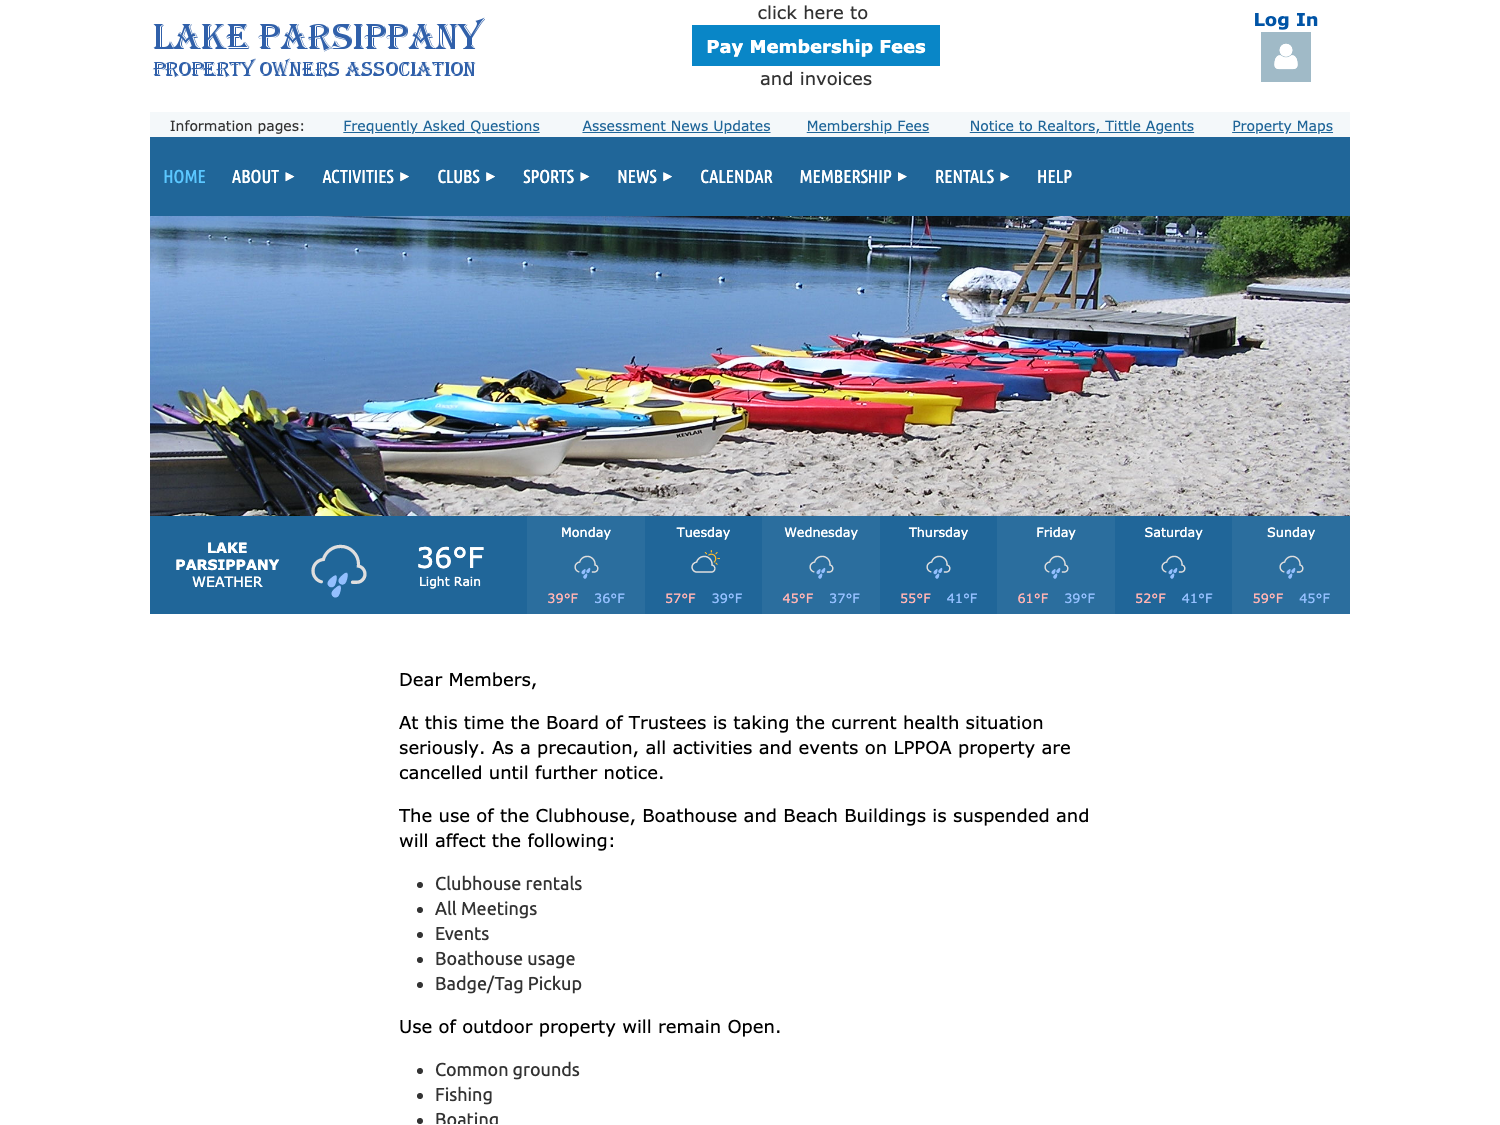 LAKE PARSIPPANY
PROPERTY OWNERS ASSOCIATION
click here to
Pay Membership Fees
and invoices
Log In
Information pages: Frequently Asked Questions Assessment News Updates Membership Fees Notice to Realtors, Tittle Agents Property Maps
HOME ABOUT ► ACTIVITIES ► CLUBS ► SPORTS ► NEWS ► CALENDAR MEMBERSHIP ► RENTALS ► HELP
KEVLAR
LAKE
PARSIPPANY
WEATHER
36°F
Light Rain
Monday Tuesday Wednesday Thursday Friday Saturday Sunday
39°F 36°F 57°F 39°F 45°F 37°F 55°F 41°F 61°F 39°F 52°F 41°F 59°F 45°F
Dear Members,
At this time the Board of Trustees is taking the current health situation
seriously. As a precaution, all activities and events on LPPOA property are
cancelled until further notice.
The use of the Clubhouse, Boathouse and Beach Buildings is suspended and
will affect the following:
• Clubhouse rentals
• All Meetings
• Events
• Boathouse usage
• Badge/Tag Pickup
Use of outdoor property will remain Open.
• Common grounds
• Fishing
• Boating